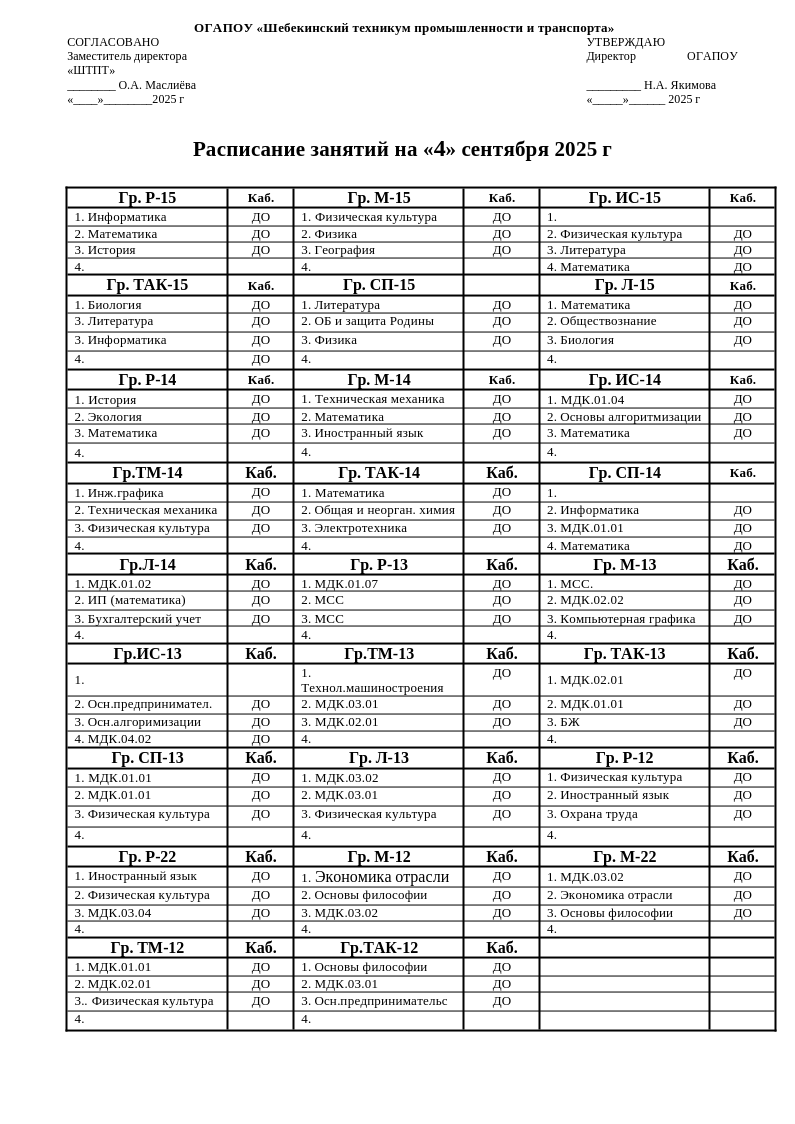 ОГАПОУ «Шебекинский техникум промышленности и транспорта»
СОГЛАСОВАНО УТВЕРЖДАЮ
Заместитель директора Директор ОГАПОУ
«ШТПТ»
________ О.А. Маслиёва _________ Н.А. Якимова
«____»________2025 г «_____»______ 2025 г
Расписание занятий на «4» сентября 2025 г
Гр. Р-15 Каб. Гр. М-15 Каб. Гр. ИС-15 Каб.
1. Информатика ДО 1. Физическая культура ДО 1.
2. Математика ДО 2. Физика ДО 2. Физическая культура ДО
3. История ДО 3. География ДО 3. Литература ДО
4. 4. 4. Математика ДО
Гр. ТАК-15 Каб. Гр. СП-15 Гр. Л-15 Каб.
1. Биология ДО 1. Литература ДО 1. Математика ДО
3. Литература ДО 2. ОБ и защита Родины ДО 2. Обществознание ДО
3. Информатика ДО 3. Физика ДО 3. Биология ДО
4. ДО 4. 4.
Гр. Р-14 Каб. Гр. М-14 Каб. Гр. ИС-14 Каб.
1. История ДО 1. Техническая механика ДО 1. МДК.01.04 ДО
2. Экология ДО 2. Математика ДО 2. Основы алгоритмизации ДО
3. Математика ДО 3. Иностранный язык ДО 3. Математика ДО
4. 4. 4.
Гр.ТМ-14 Каб. Гр. ТАК-14 Каб. Гр. СП-14 Каб.
1. Инж.графика ДО 1. Математика ДО 1.
2. Техническая механика ДО 2. Общая и неорган. химия ДО 2. Информатика ДО
3. Физическая культура ДО 3. Электротехника ДО 3. МДК.01.01 ДО
4. 4. 4. Математика ДО
Гр.Л-14 Каб. Гр. Р-13 Каб. Гр. М-13 Каб.
1. МДК.01.02 ДО 1. МДК.01.07 ДО 1. МСС. ДО
2. ИП (математика) ДО 2. МСС ДО 2. МДК.02.02 ДО
3. Бухгалтерский учет ДО 3. МСС ДО 3. Компьютерная графика ДО
4. 4. 4.
Гр.ИС-13 Каб. Гр.ТМ-13 Каб. Гр. ТАК-13 Каб.
1. 1. Технол.машиностроения ДО 1. МДК.02.01 ДО
2. Осн.предпринимател. ДО 2. МДК.03.01 ДО 2. МДК.01.01 ДО
3. Осн.алгоримизации ДО 3. МДК.02.01 ДО 3. БЖ ДО
4. МДК.04.02 ДО 4. 4.
Гр. СП-13 Каб. Гр. Л-13 Каб. Гр. Р-12 Каб.
1. МДК.01.01 ДО 1. МДК.03.02 ДО 1. Физическая культура ДО
2. МДК.01.01 ДО 2. МДК.03.01 ДО 2. Иностранный язык ДО
3. Физическая культура ДО 3. Физическая культура ДО 3. Охрана труда ДО
4. 4. 4.
Гр. Р-22 Каб. Гр. М-12 Каб. Гр. М-22 Каб.
1. Иностранный язык ДО 1. Экономика отрасли ДО 1. МДК.03.02 ДО
2. Физическая культура ДО 2. Основы философии ДО 2. Экономика отрасли ДО
3. МДК.03.04 ДО 3. МДК.03.02 ДО 3. Основы философии ДО
4. 4. 4.
Гр. ТМ-12 Каб. Гр.ТАК-12 Каб.
1. МДК.01.01 ДО 1. Основы философии ДО
2. МДК.02.01 ДО 2. МДК.03.01 ДО
3.. Физическая культура ДО 3. Осн.предпринимательс ДО
4. 4.